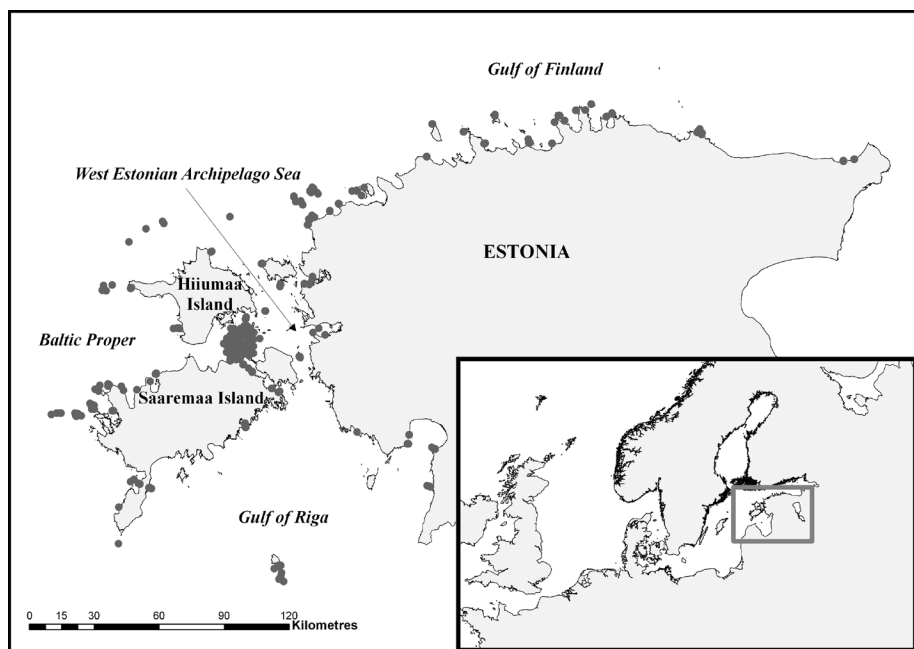 Gulf of Finland
West Estonian Archipelago Sea
ESTONIA
Hiiumaa
Island
Baltic Proper
Saaremaa Island
Gulf of Riga
0 15 30 60 90 120
Kilometres